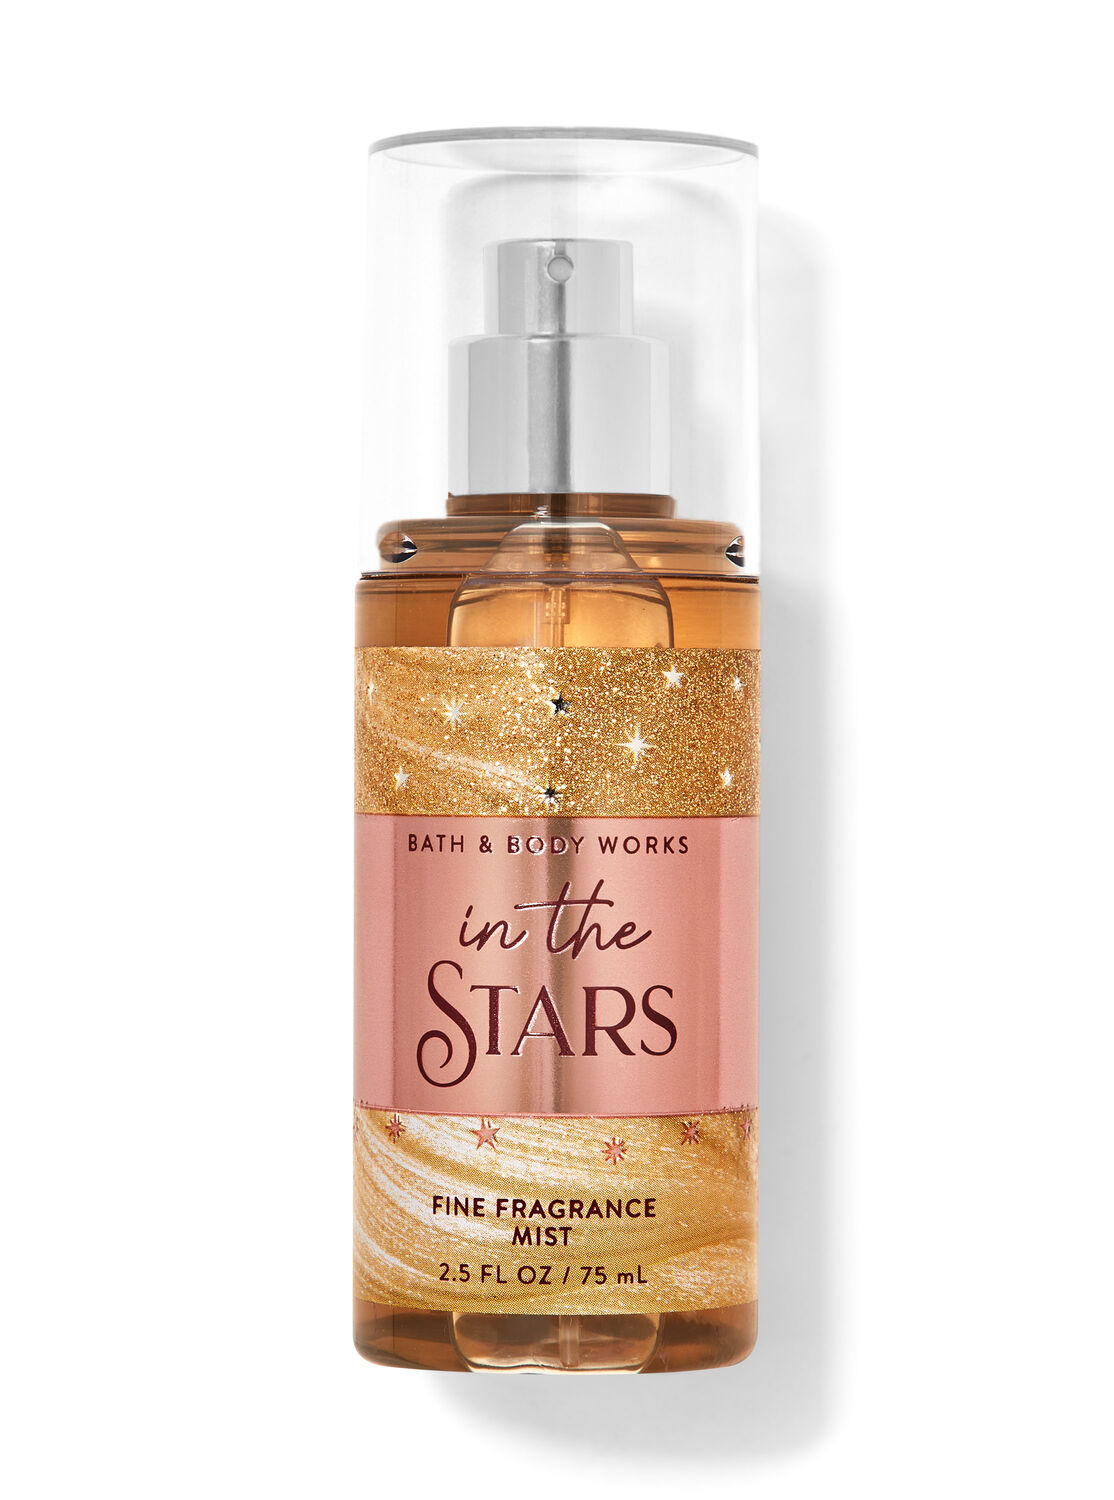 BATH & BODY WORKS
in the
STARS
FINE FRAGRANCE
MIST
2.5 FL OZ / 75 mL